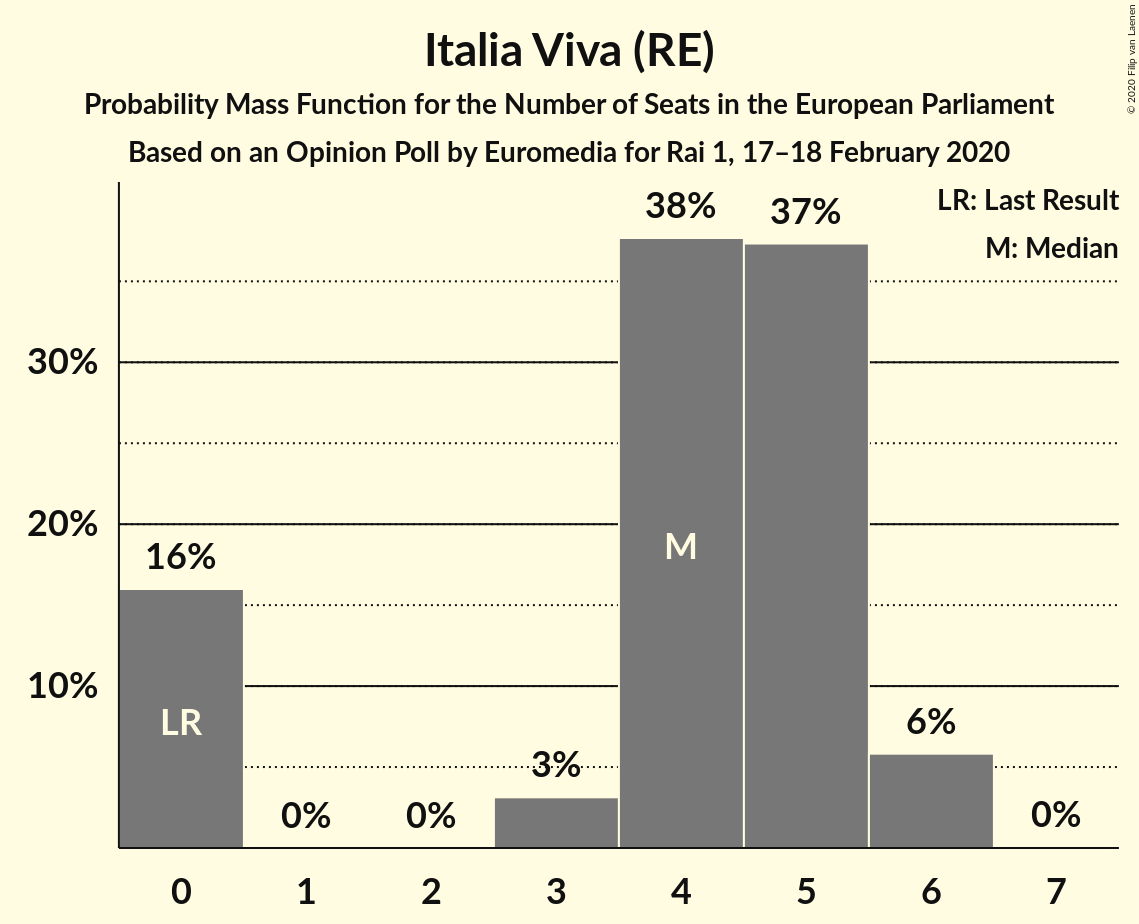 Italia Viva (RE)
Probability Mass Function for the Number of Seats in the European Parliament
Based on an Opinion Poll by Euromedia for Rai 1, 17–18 February 2020
© 2020 Filip van Laenen
LR: Last Result
M: Median
38%
37%
30%
20%
16%
10%
M
LR
6%
3%
0%
0%
0%
0 1 2 3 4 5 6 7